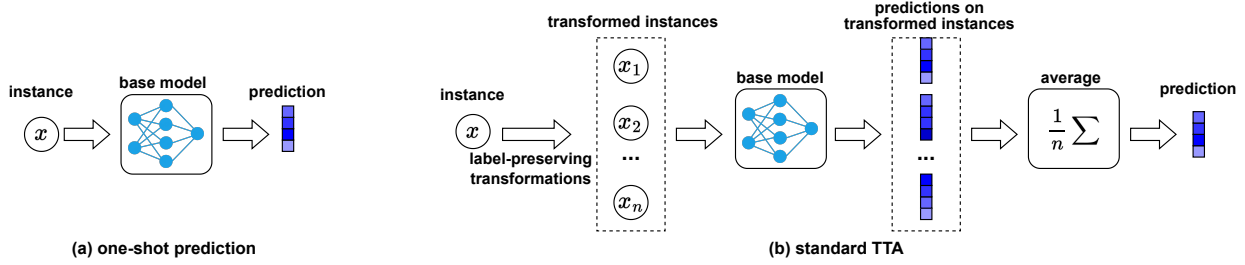 instance
x
base model
prediction
(a) one-shot prediction
instance
x
label-preserving
transformations
transformed instances
x1
x2
...
xn
base model
predictions on
transformed instances
...
average
1/n ∑
prediction
(b) standard TTA